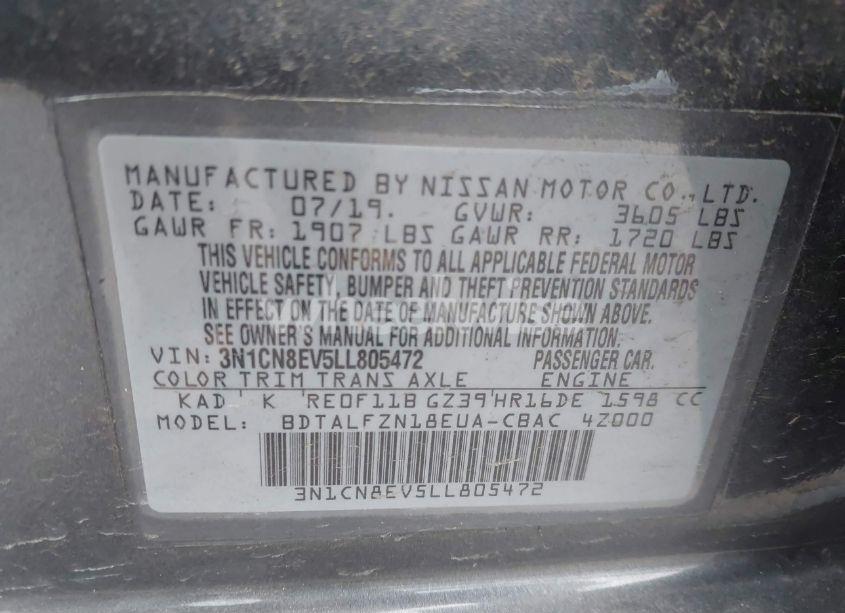 MANUFACTURED BY NISSAN MOTOR CO., LTD.
DATE: 07/19. GVWR: 3605 LBS
GAWR FR: 1907 LBS GAWR RR: 1720 LBS
THIS VEHICLE CONFORMS TO ALL APPLICABLE FEDERAL MOTOR
VEHICLE SAFETY, BUMPER AND THEFT PREVENTION STANDARDS
IN EFFECT ON THE DATE OF MANUFACTURE SHOWN ABOVE.
SEE OWNER'S MANUAL FOR ADDITIONAL INFORMATION.
VIN: 3N1CN8EV5LL805472 PASSENGER CAR.
COLOR TRIM TRANS AXLE ENGINE
KAD K RE0F11B GZ39 HR16DE 1598 CC
MODEL: BDTALFZN18EUA-CBAC 4Z000
3N1CN8EV5LL805472